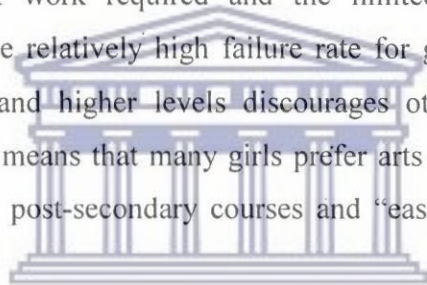 work required and the
e relatively high failure rate for g
and higher levels discourages ot
means that many girls prefer arts
post-secondary courses and “eas